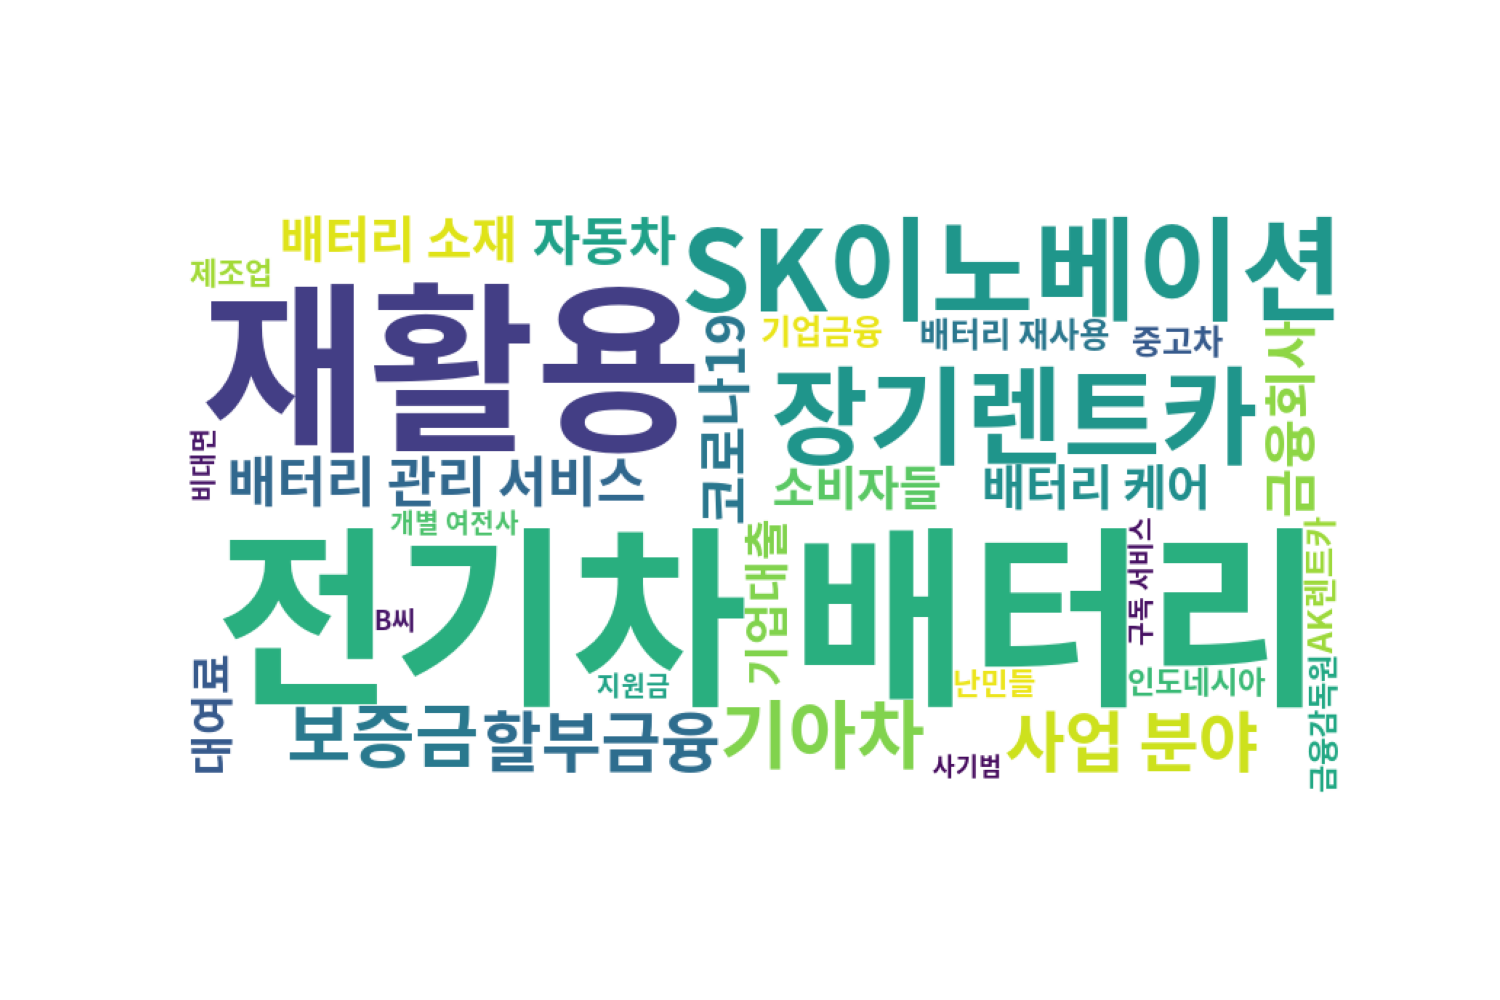 배터리 소재
자동차
SK이노베이션
제조업
재활용
코로나19
기업금융
배터리 재사용
중고차
금융회사
장기렌트카
비대면
배터리 관리 서비스
소비자들
배터리 케어
개별 여전사
전기차 배터리
기업대출
구독 서비스
AK렌트카
B씨
대여료
지원금
난민들
인도네시아
금융감독원
보증금
할부금융
기아차
사기범
사업 분야